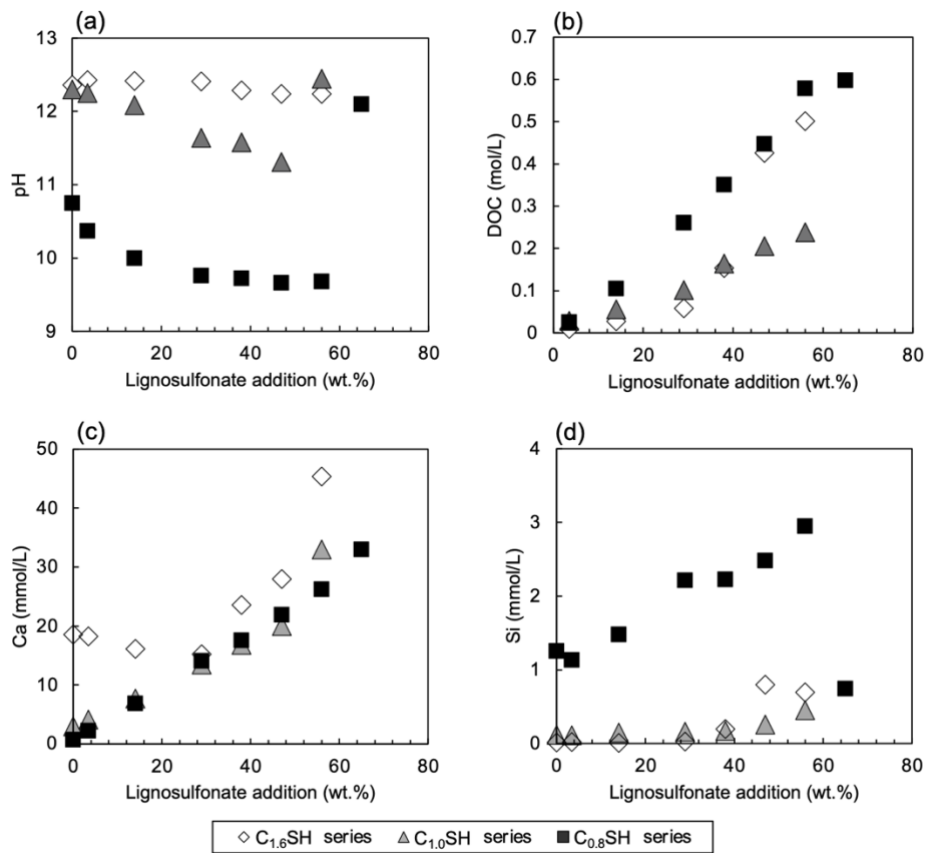 (a)
13
12
11
10
9
pH
0 20 40 60 80
Lignosulfonate addition (wt.%)
(b)
0.7
0.6
0.5
0.4
0.3
0.2
0.1
0
DOC (mol/L)
0 20 40 60 80
Lignosulfonate addition (wt.%)
(c)
50
40
30
20
10
0
Ca (mmol/L)
0 20 40 60 80
Lignosulfonate addition (wt.%)
(d)
4
3
2
1
0
Si (mmol/L)
0 20 40 60 80
Lignosulfonate addition (wt.%)
C1.6SH series C1.0SH series C0.8SH series